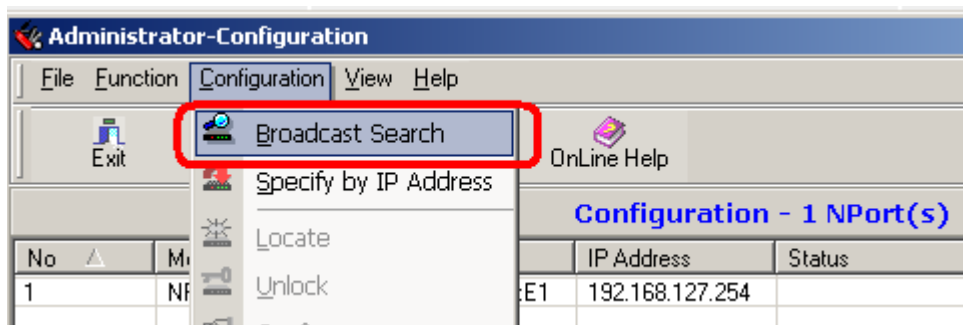 Administrator-Configuration
File Function Configuration View Help
Broadcast Search
Exit
OnLine Help
Specify by IP Address
Configuration - 1 NPort(s)
Locate
No IP Address Status
Unlock
1 :E1 192.168.127.254